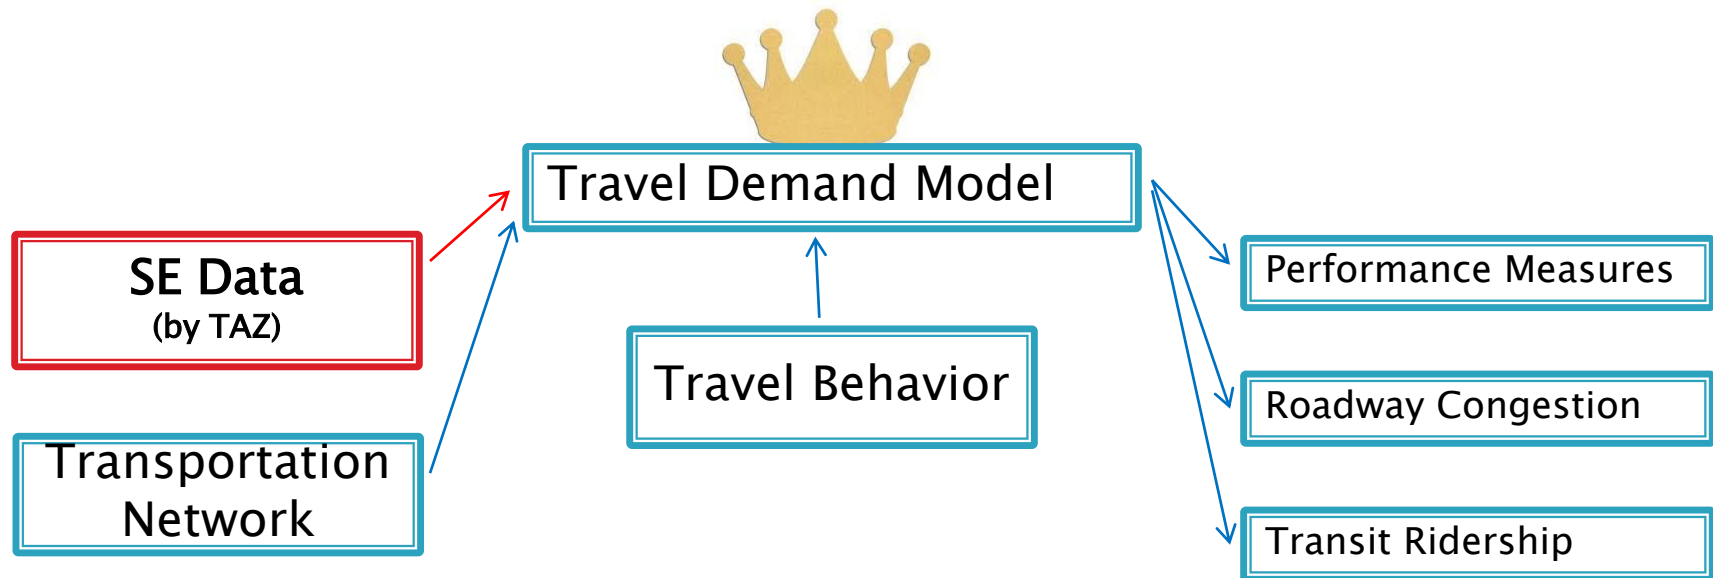 Travel Demand Model
SE Data
(by TAZ)
Transportation
Network
Travel Behavior
Performance Measures
Roadway Congestion
Transit Ridership